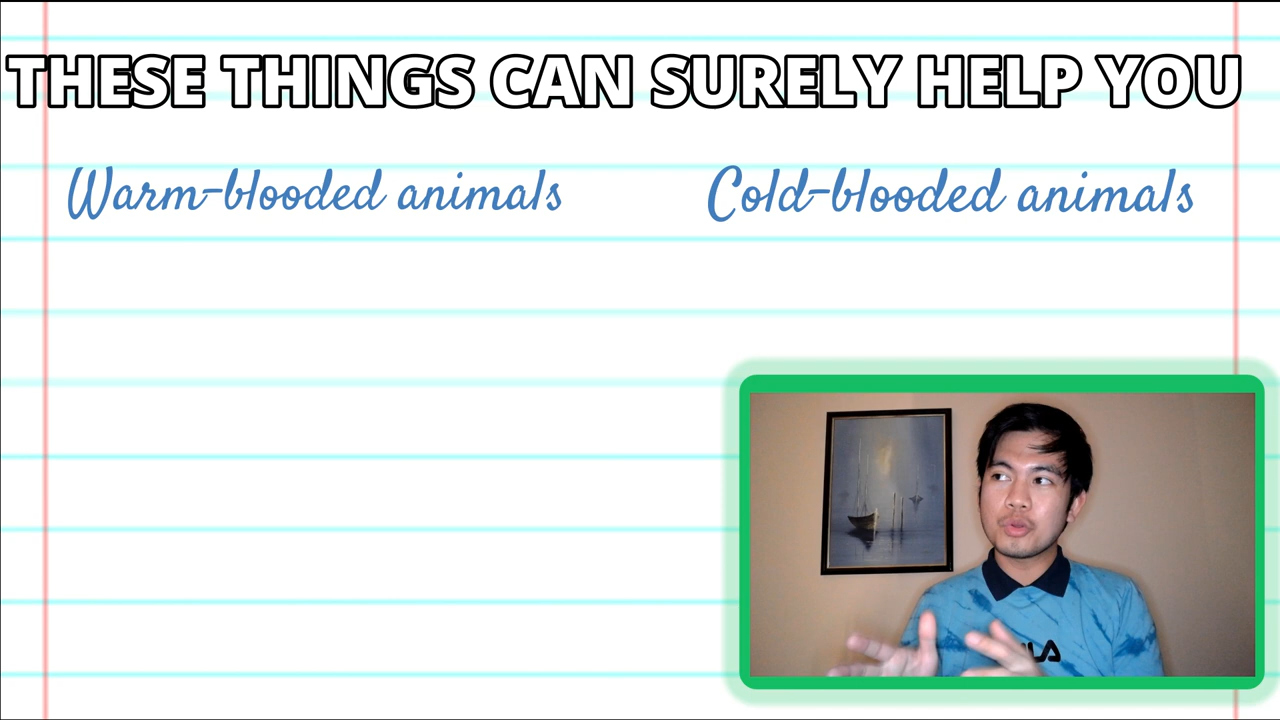 THESE THINGS CAN SURELY HELP YOU
Warm-blooded animals
Cold-blooded animals